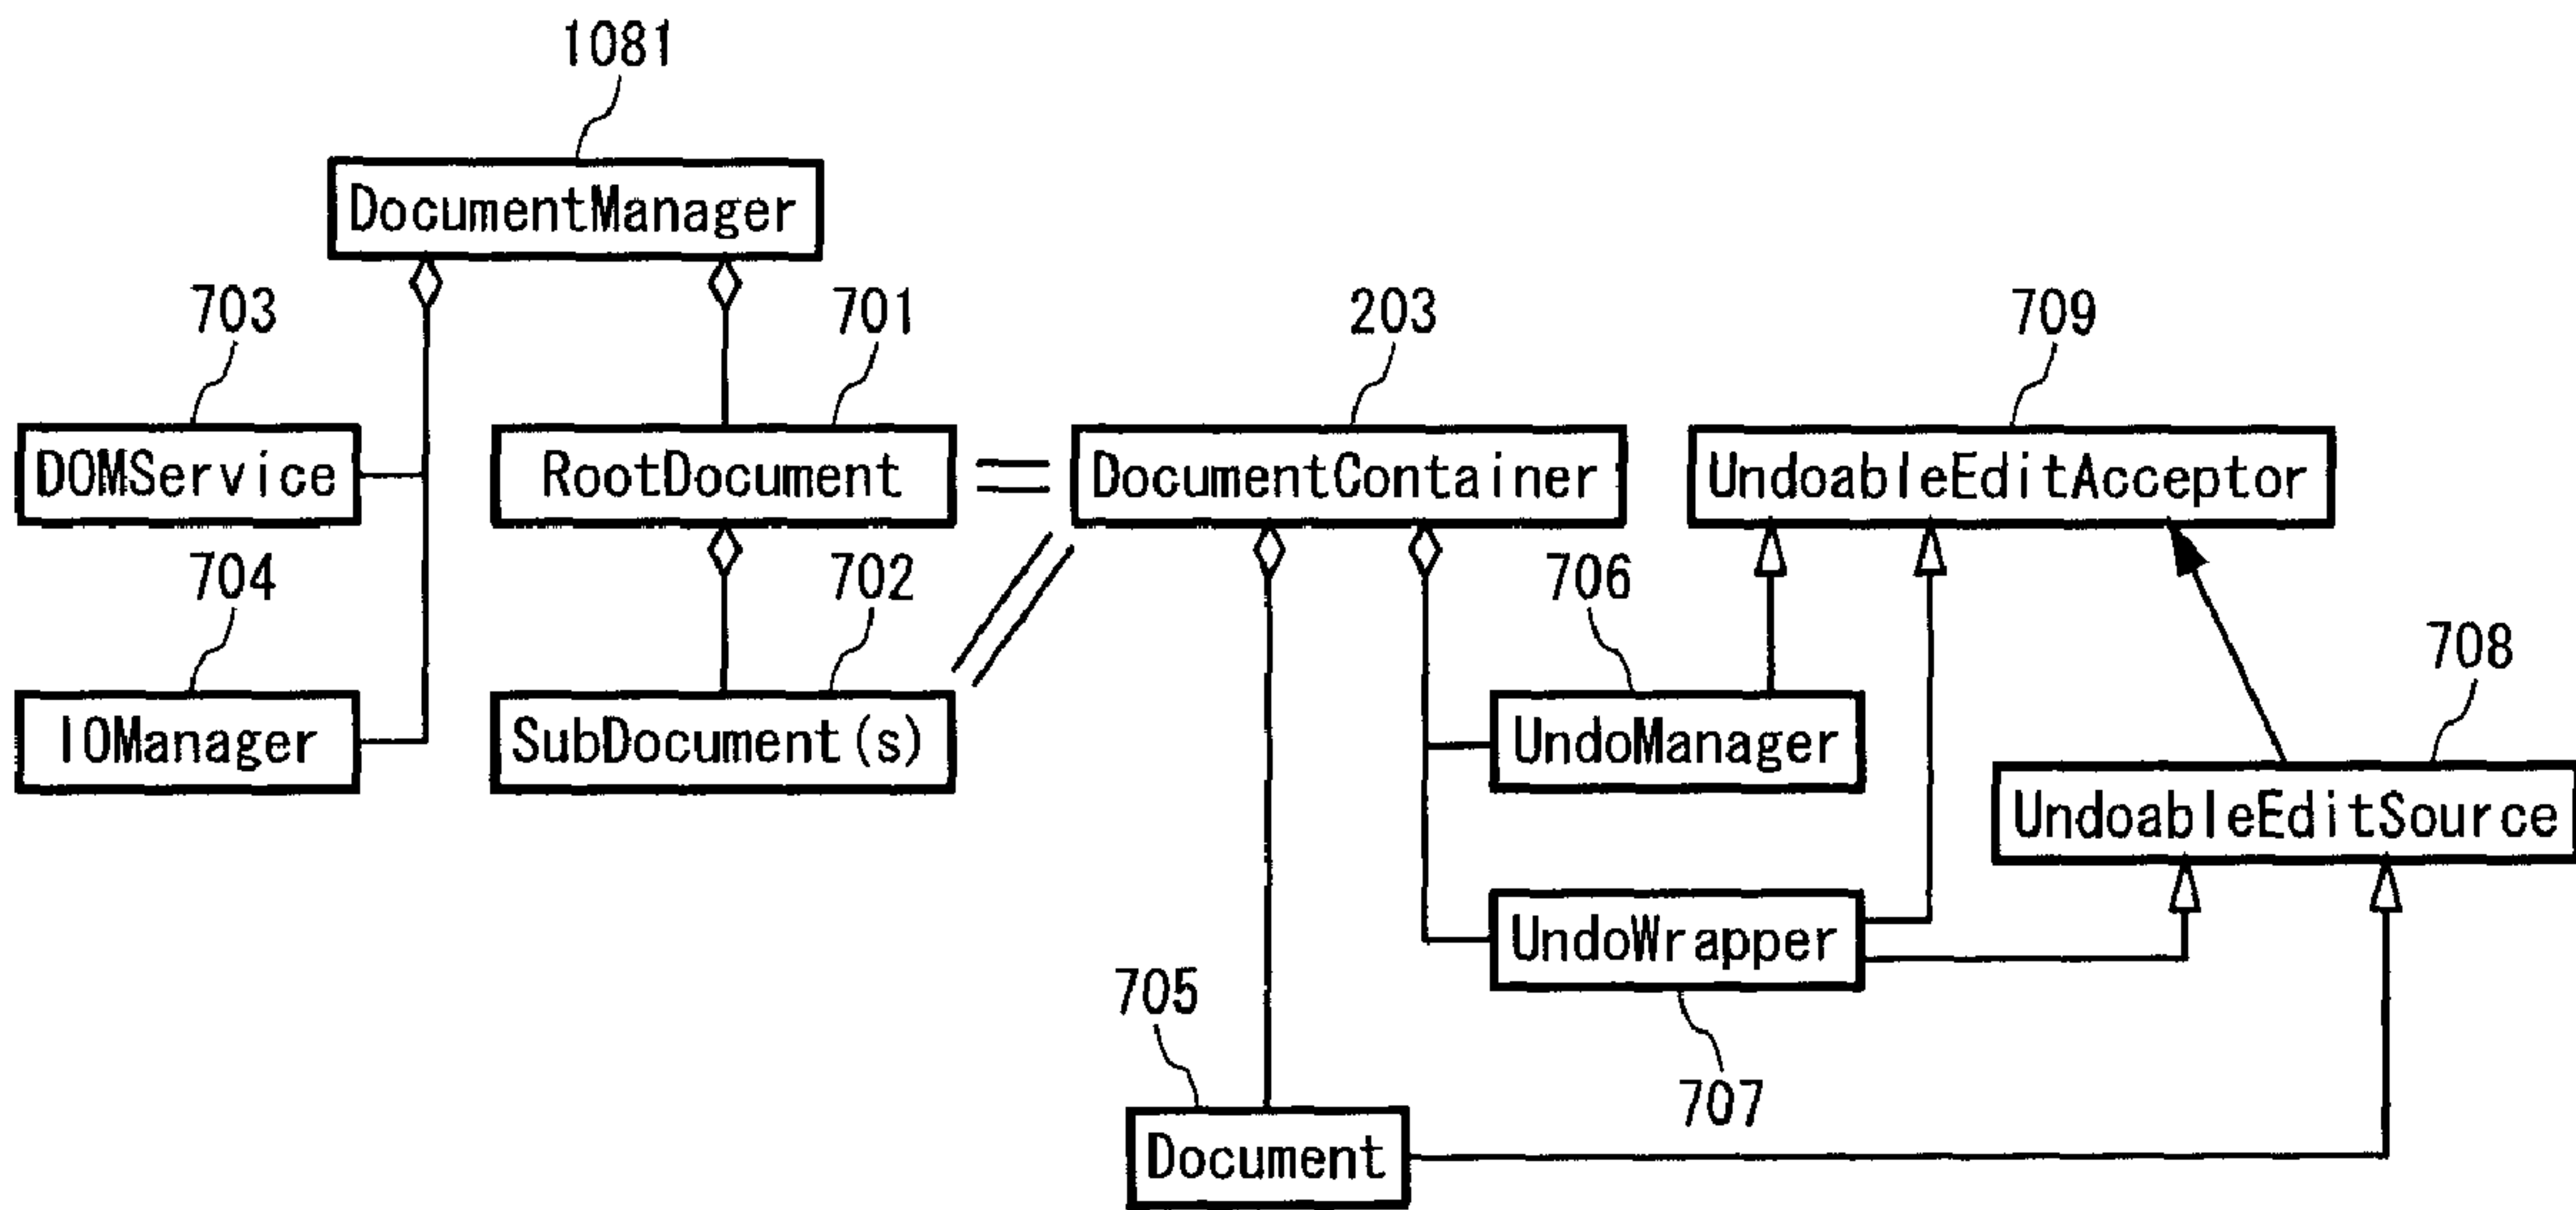 1081
DocumentManager
703
701
203
709
DOMService
RootDocument
DocumentContainer
UndoableEditAcceptor
704
702
706
708
IOManager
SubDocument(s)
UndoManager
UndoableEditSource
UndoWrapper
705
707
Document